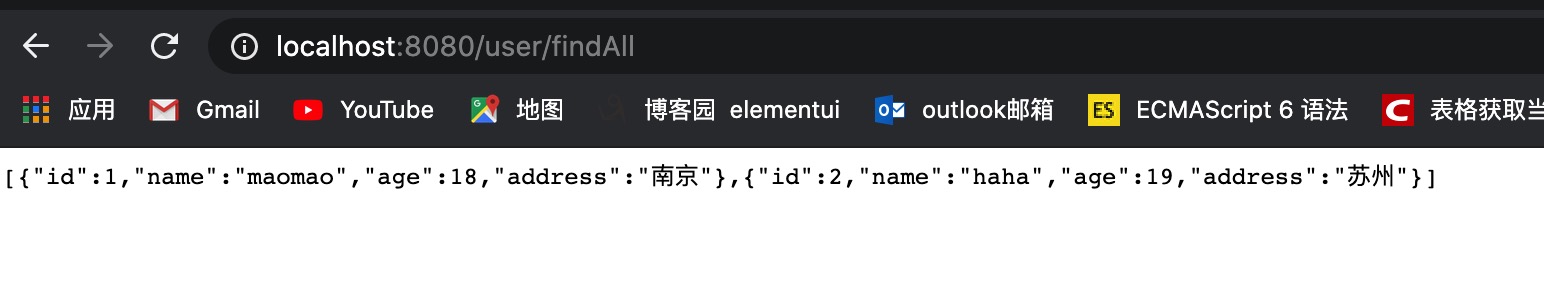 localhost:8080/user/findAll
应用 Gmail YouTube 地图 博客园 elementui outlook邮箱 ES ECMAScript 6 语法 C 表格获取当
[{"id":1,"name":"maomao","age":18,"address":"南京"},{"id":2,"name":"haha","age":19,"address":"苏州"}]